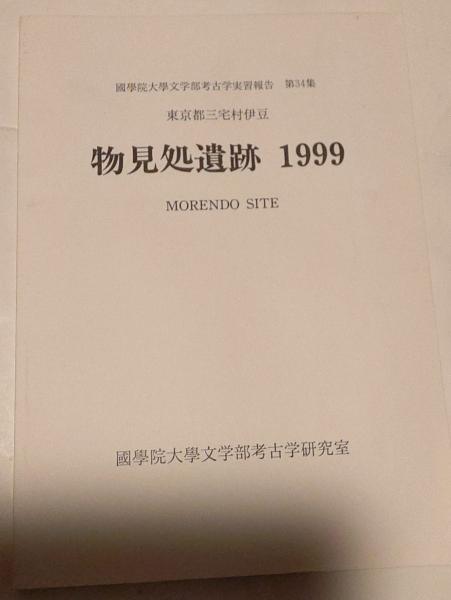 國學院大學文学部考古学実習報告 第34集
東京都三宅村伊豆
物見処遺跡 1999
MORENDO SITE
國學院大學文学部考古学研究室